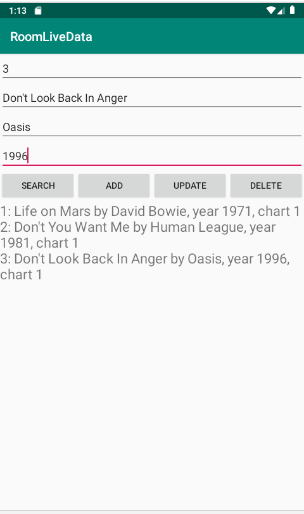 1:13
RoomLiveData
3
Don't Look Back In Anger
Oasis
1996
SEARCH ADD UPDATE DELETE
1: Life on Mars by David Bowie, year 1971, chart 1
2: Don't You Want Me by Human League, year
1981, chart 1
3: Don't Look Back In Anger by Oasis, year 1996,
chart 1